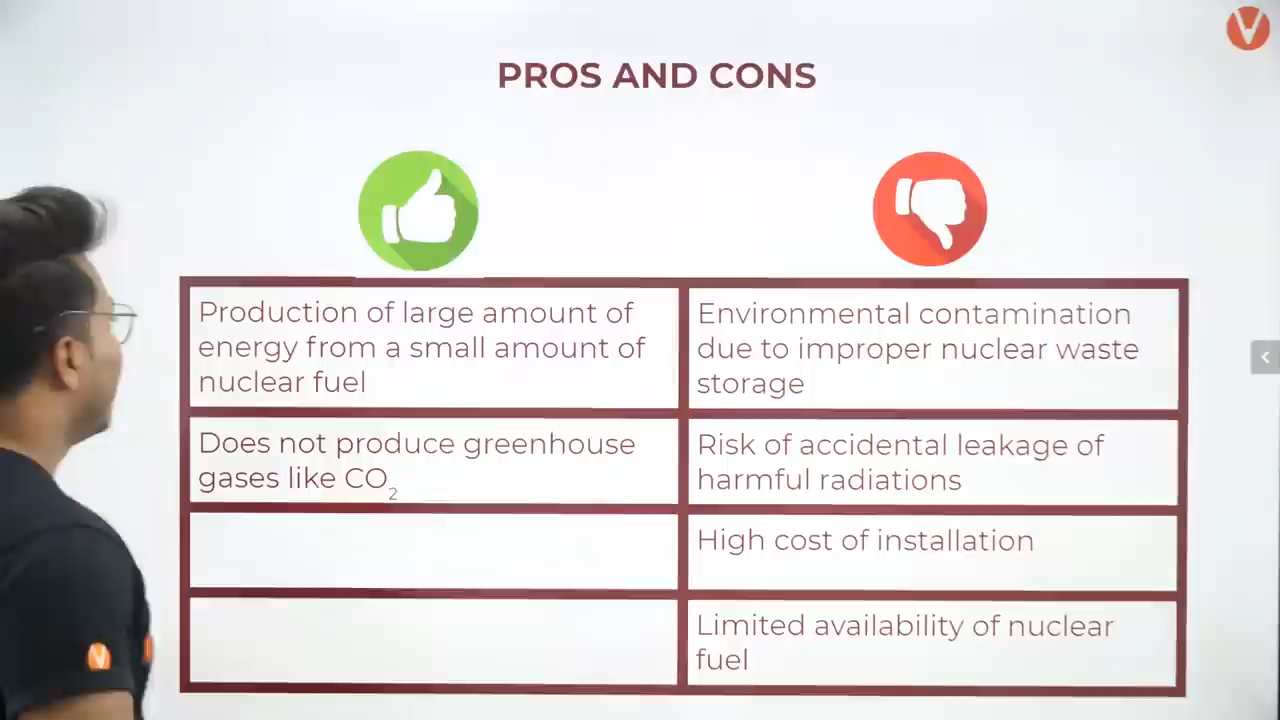 PROS AND CONS
Production of large amount of
energy from a small amount of
nuclear fuel
Environmental contamination
due to improper nuclear waste
storage
Does not produce greenhouse
gases like CO₂
Risk of accidental leakage of
harmful radiations
High cost of installation
Limited availability of nuclear
fuel